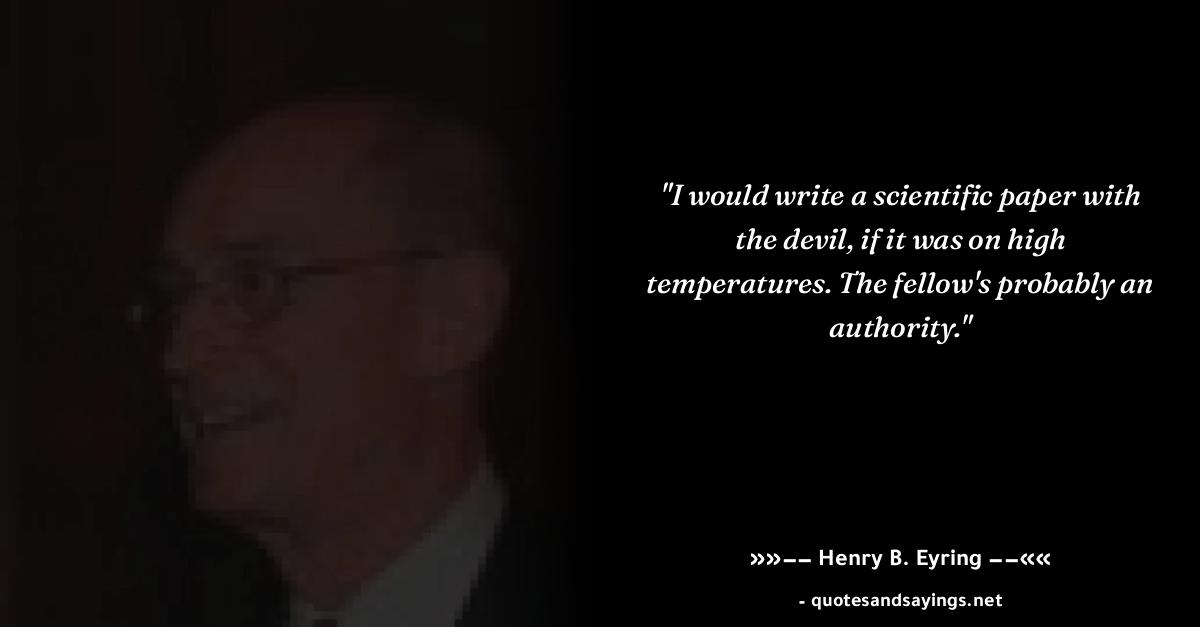 "I would write a scientific paper with
the devil, if it was on high
temperatures. The fellow's probably an
authority."
»»–– Henry B. Eyring ––««
- quotesandsayings.net